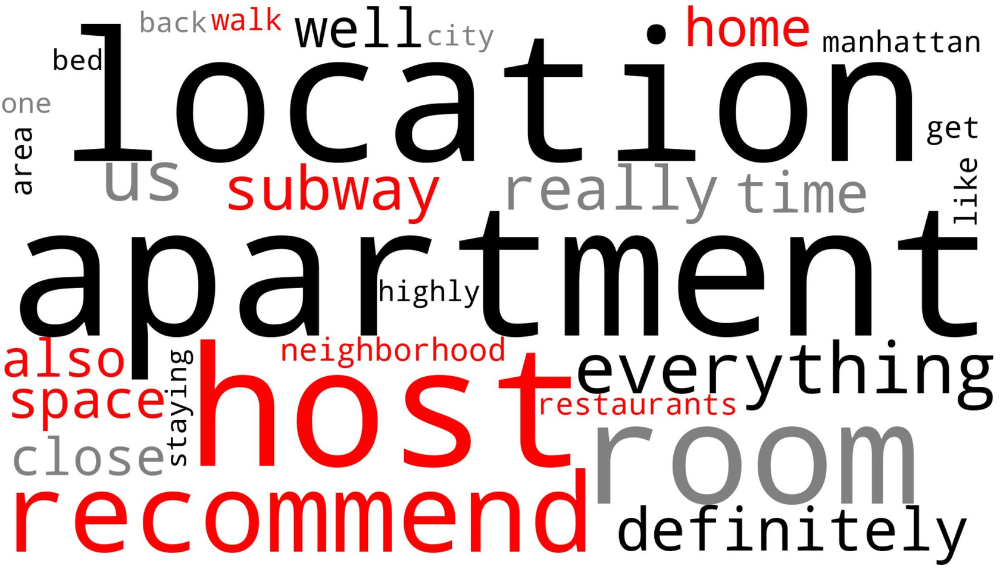 back walk well city home manhattan
bed
location
one
area
get
us subway really time
like
apartment
highly
also
neighborhood
everything
space
staying
host
restaurants
close
room
recommend
definitely